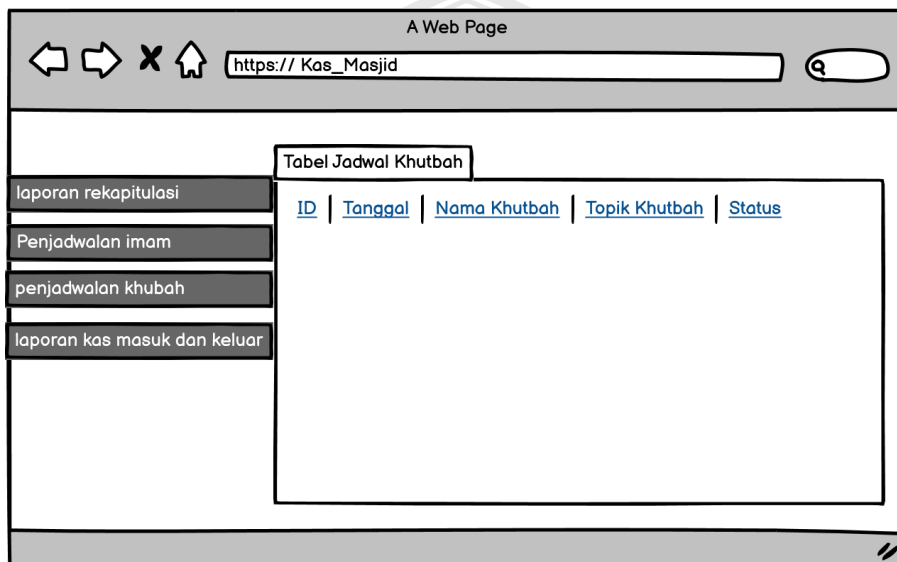 A Web Page
https:// Kas_Masjid
Tabel Jadwal Khutbah
laporan rekapitulasi
Penjadwalan imam
penjadwalan khubah
laporan kas masuk dan keluar
ID | Tanggal | Nama Khutbah | Topik Khutbah | Status